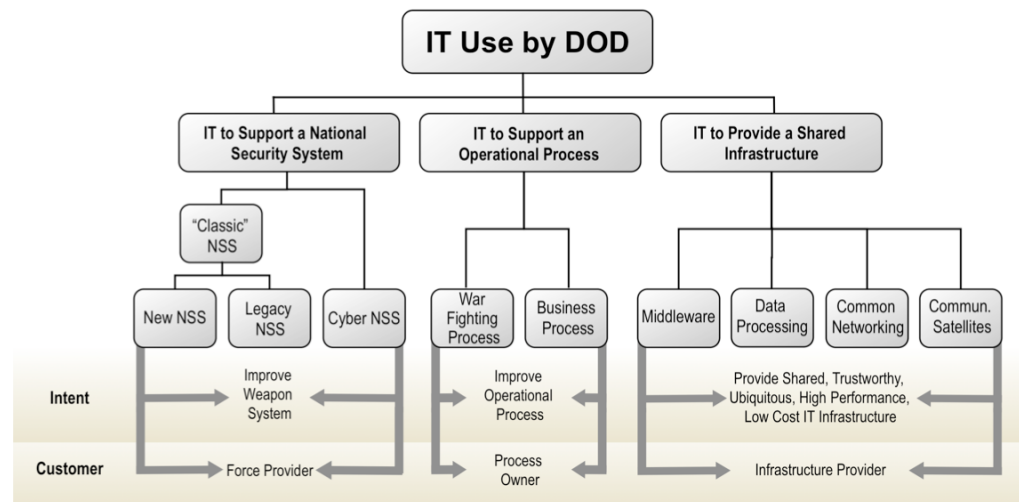 IT Use by DOD
IT to Support a National
Security System
IT to Support an
Operational Process
IT to Provide a Shared
Infrastructure
“Classic”
NSS
New NSS
Legacy
NSS
Cyber NSS
War
Fighting
Process
Business
Process
Middleware
Data
Processing
Common
Networking
Commun.
Satellites
Intent
Improve
Weapon
System
Improve
Operational
Process
Provide Shared, Trustworthy,
Ubiquitous, High Performance,
Low Cost IT Infrastructure
Customer
Force Provider
Process
Owner
Infrastructure Provider